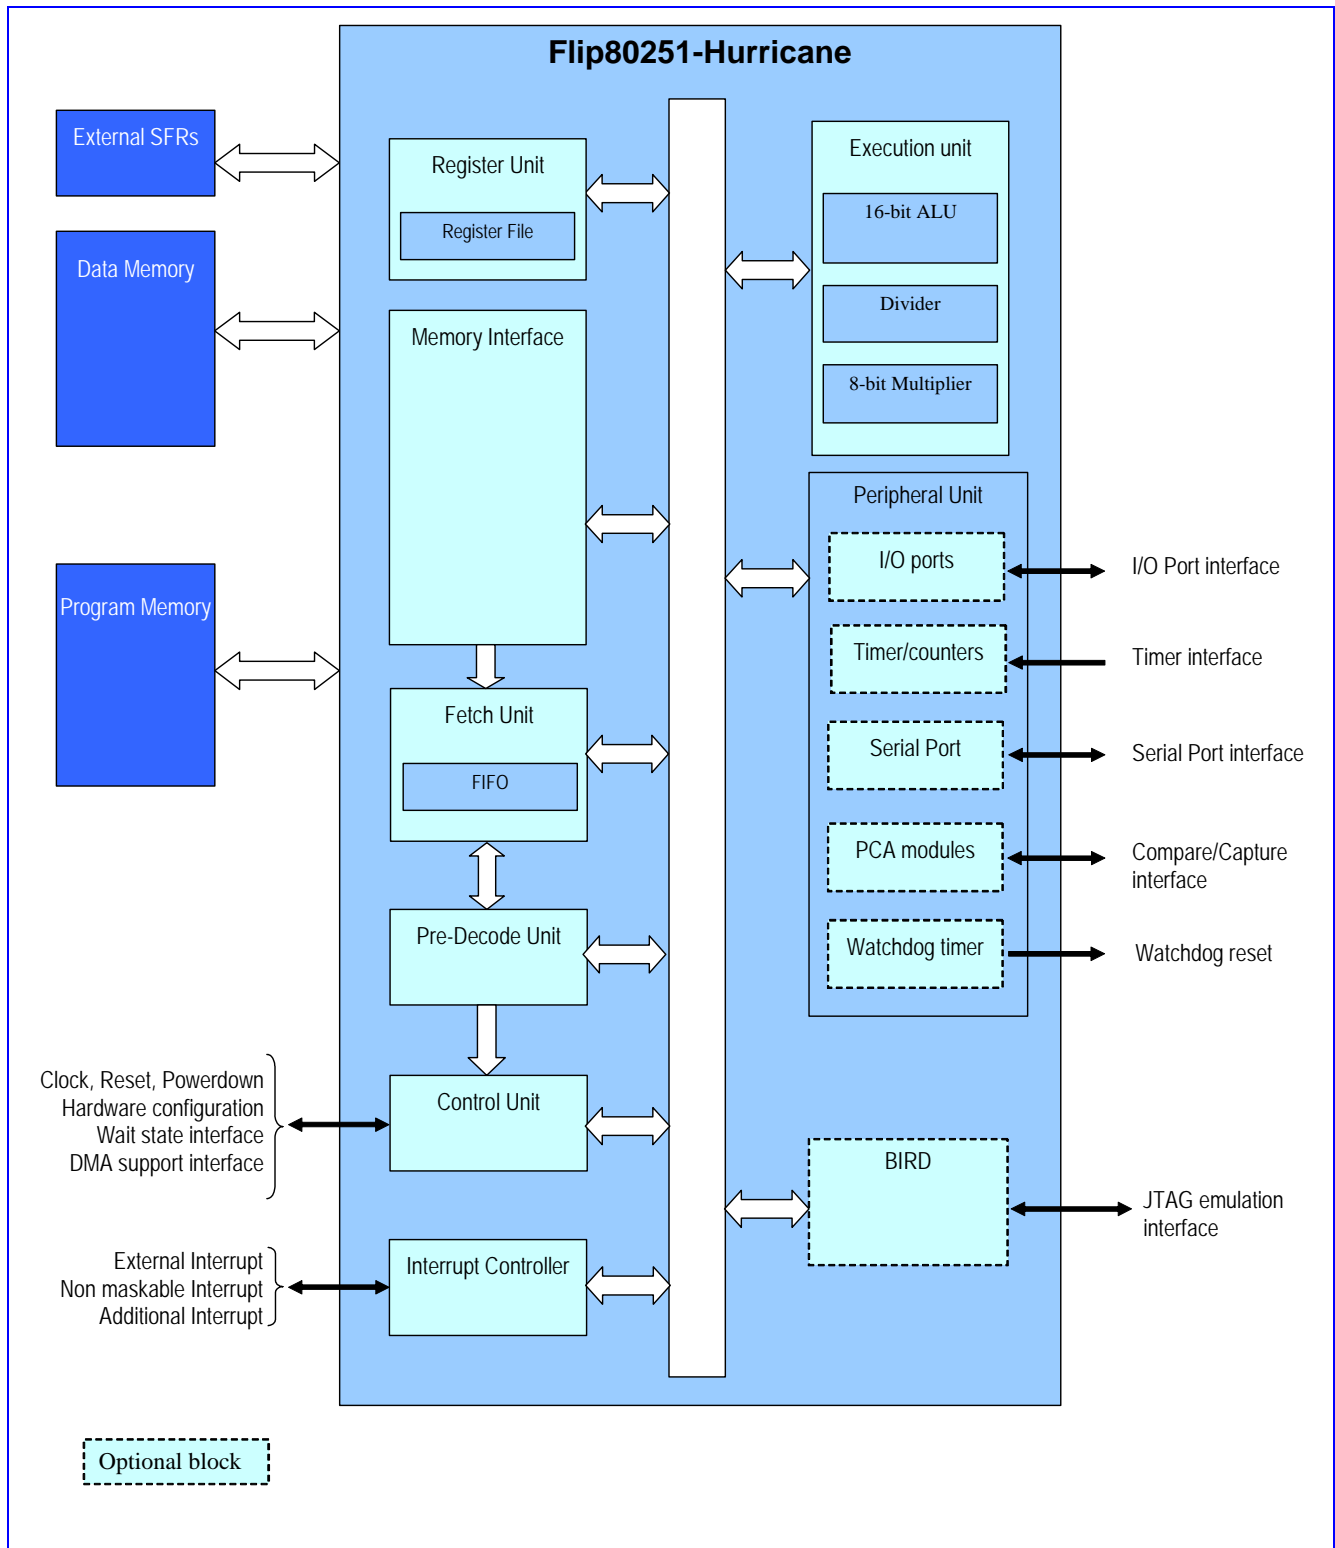 Flip80251-Hurricane
External SFRs
Data Memory
Program Memory
Register Unit
Register File
Memory Interface
Fetch Unit
FIFO
Pre-Decode Unit
Control Unit
Interrupt Controller
Clock, Reset, Powerdown
Hardware configuration
Wait state interface
DMA support interface
External Interrupt
Non maskable Interrupt
Additional Interrupt
Execution unit
16-bit ALU
Divider
8-bit Multiplier
Peripheral Unit
I/O ports
Timer/counters
Serial Port
PCA modules
Watchdog timer
BIRD
I/O Port interface
Timer interface
Serial Port interface
Compare/Capture
interface
Watchdog reset
JTAG emulation
interface
Optional block